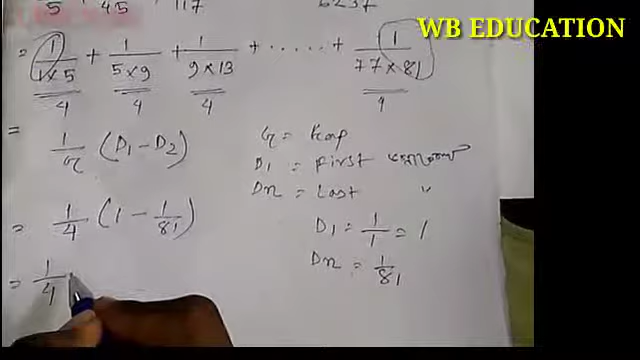 5 45 117 6237
WB EDUCATION
= 1/1×5 + 1/5×9 + 1/9×13 + ..... + 1/77×81
4 4 4 4
= 1/G (D1 - D2)
G = Gap
D1 = First
Dn = Last "
= 1/4 (1 - 1/81)
D1 = 1/1 = 1
Dn = 1/81
= 1/4